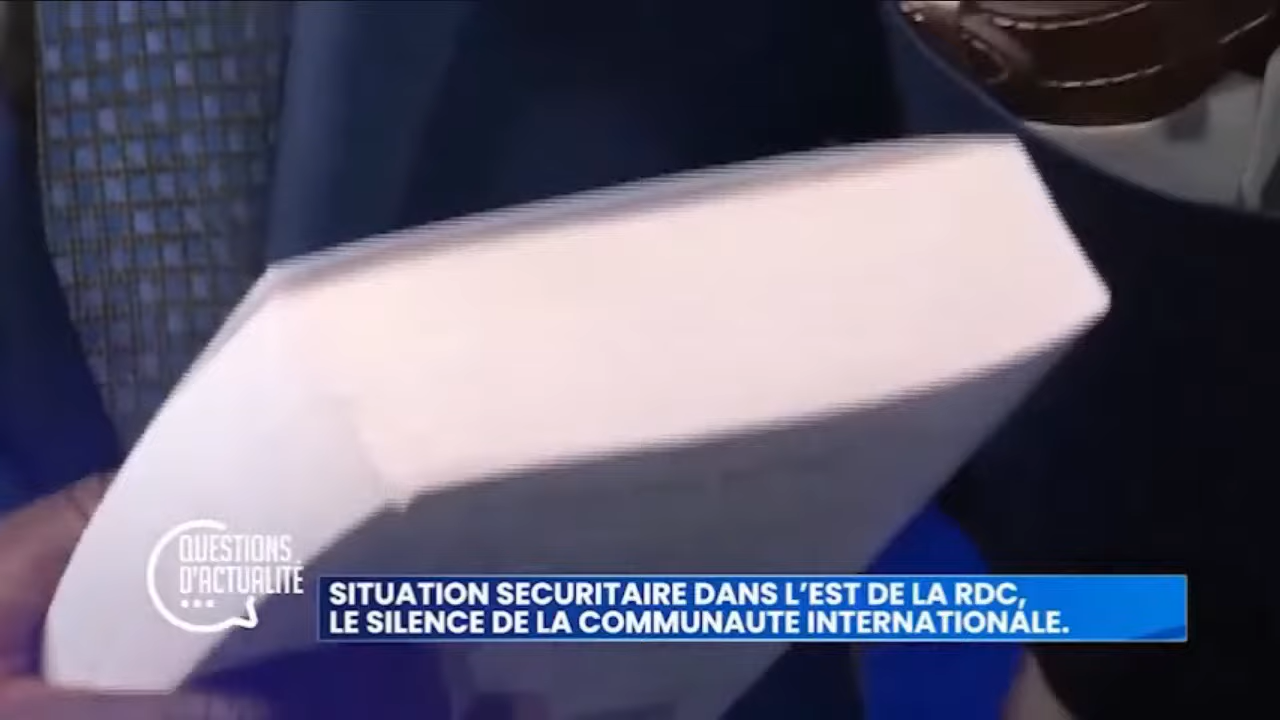 QUESTIONS
D'ACTUALITÉ
SITUATION SECURITAIRE DANS L'EST DE LA RDC,
LE SILENCE DE LA COMMUNAUTE INTERNATIONALE.